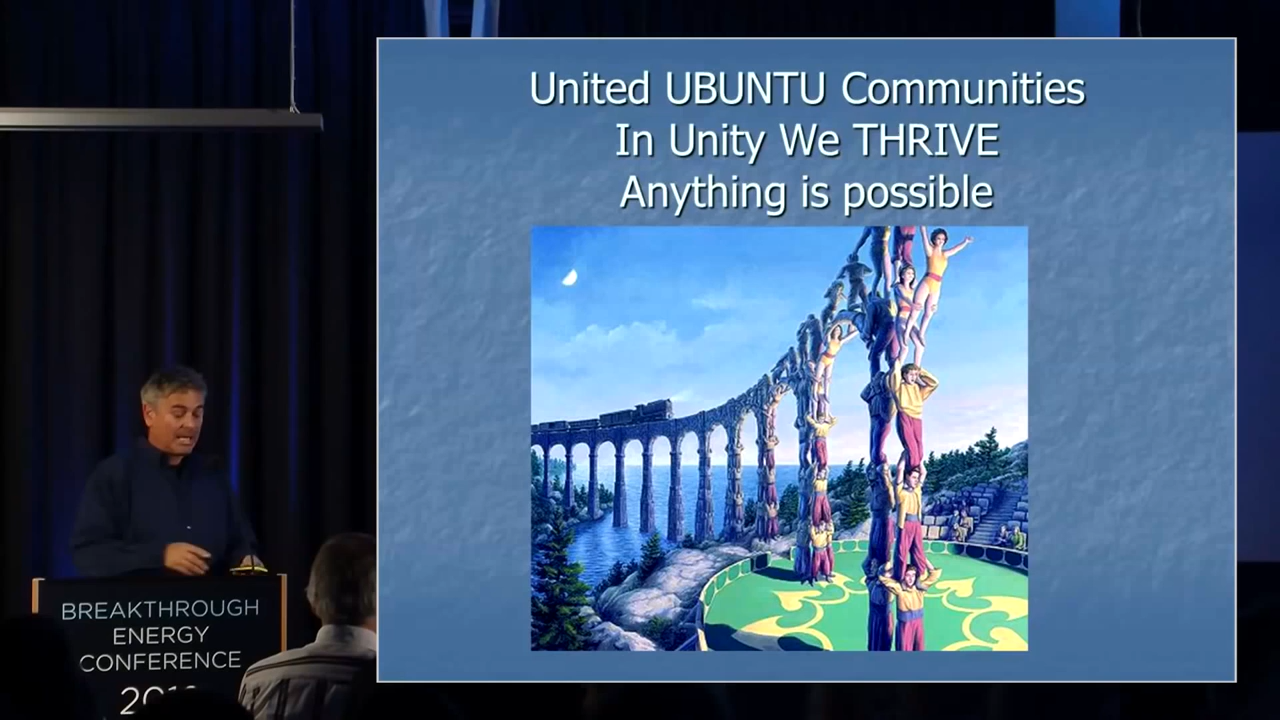 United UBUNTU Communities
In Unity We THRIVE
Anything is possible
BREAKTHROUGH
ENERGY
CONFERENCE